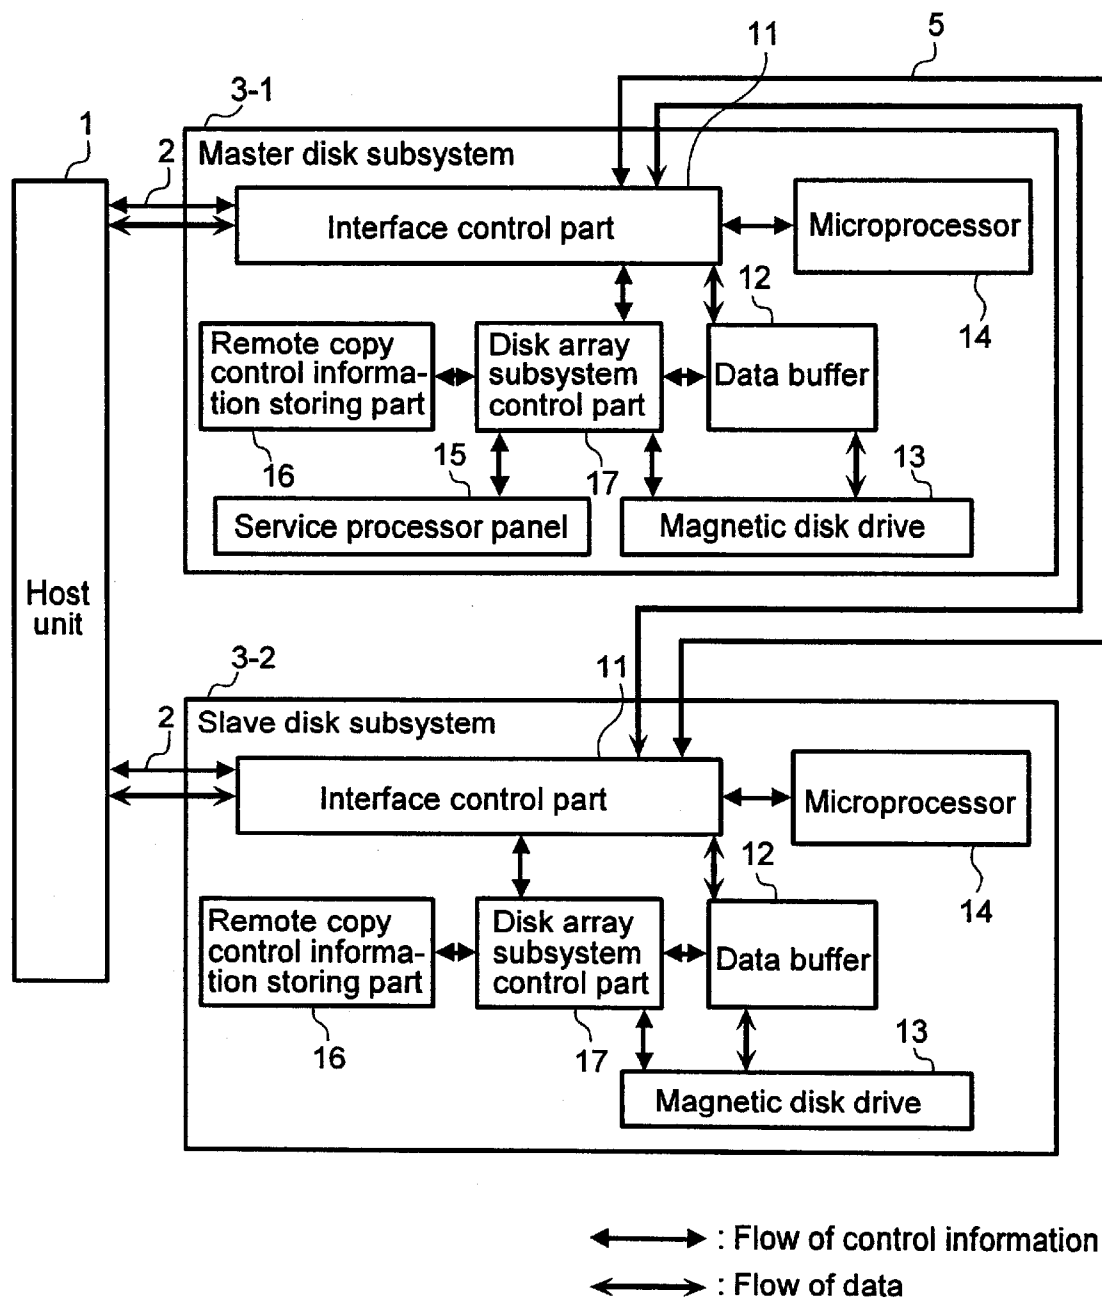 5
11
3-1
1
2
Master disk subsystem
Interface control part
Microprocessor
12
14
Remote copy
control informa-
tion storing part
Disk array
subsystem
control part
Data buffer
16
15
17
13
Service processor panel
Magnetic disk drive
Host
unit
3-2
11
2
Slave disk subsystem
Interface control part
Microprocessor
12
14
Remote copy
control informa-
tion storing part
Disk array
subsystem
control part
Data buffer
16
17
13
Magnetic disk drive
: Flow of control information
: Flow of data